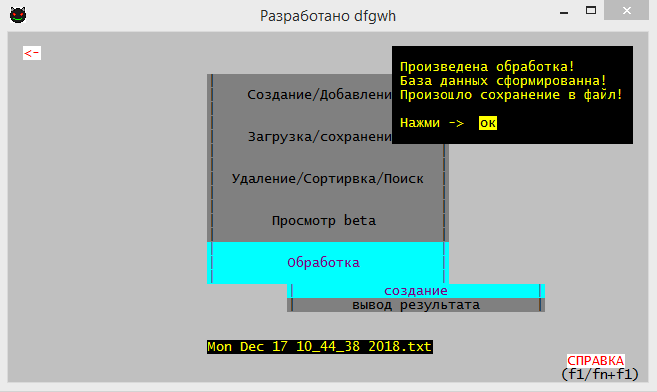 Разработано dfgwh
<-
Произведена обработка!
База данных сформированна!
Произошло сохранение в файл!
Нажми -> ок
Создание/Добавлени
Загрузка/сохранени
Удаление/Сортирвка/Поиск
Просмотр beta
Обработка
создание
вывод результата
Mon Dec 17 10_44_38 2018.txt
СПРАВКА
(f1/fn+f1)